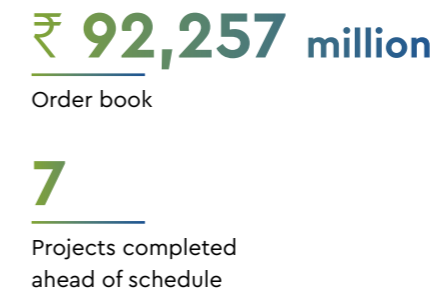 ₹ 92,257 million
Order book
7
Projects completed
ahead of schedule